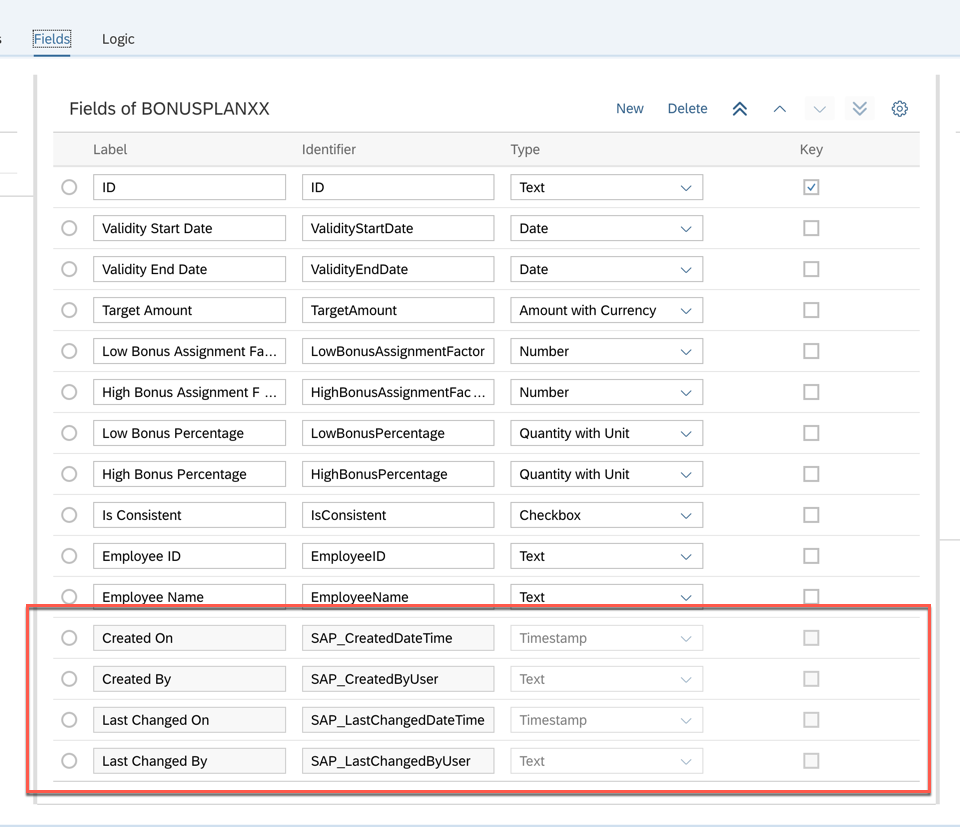 s Fields Logic
Fields of BONUSPLANXX New Delete
Label Identifier Type Key
ID ID Text
Validity Start Date ValidityStartDate Date
Validity End Date ValidityEndDate Date
Target Amount TargetAmount Amount with Currency
Low Bonus Assignment Fa... LowBonusAssignmentFactor Number
High Bonus Assignment F ... HighBonusAssignmentFac ... Number
Low Bonus Percentage LowBonusPercentage Quantity with Unit
High Bonus Percentage HighBonusPercentage Quantity with Unit
Is Consistent IsConsistent Checkbox
Employee ID EmployeeID Text
Employee Name EmployeeName Text
Created On SAP_CreatedDateTime Timestamp
Created By SAP_CreatedByUser Text
Last Changed On SAP_LastChangedDateTime Timestamp
Last Changed By SAP_LastChangedByUser Text